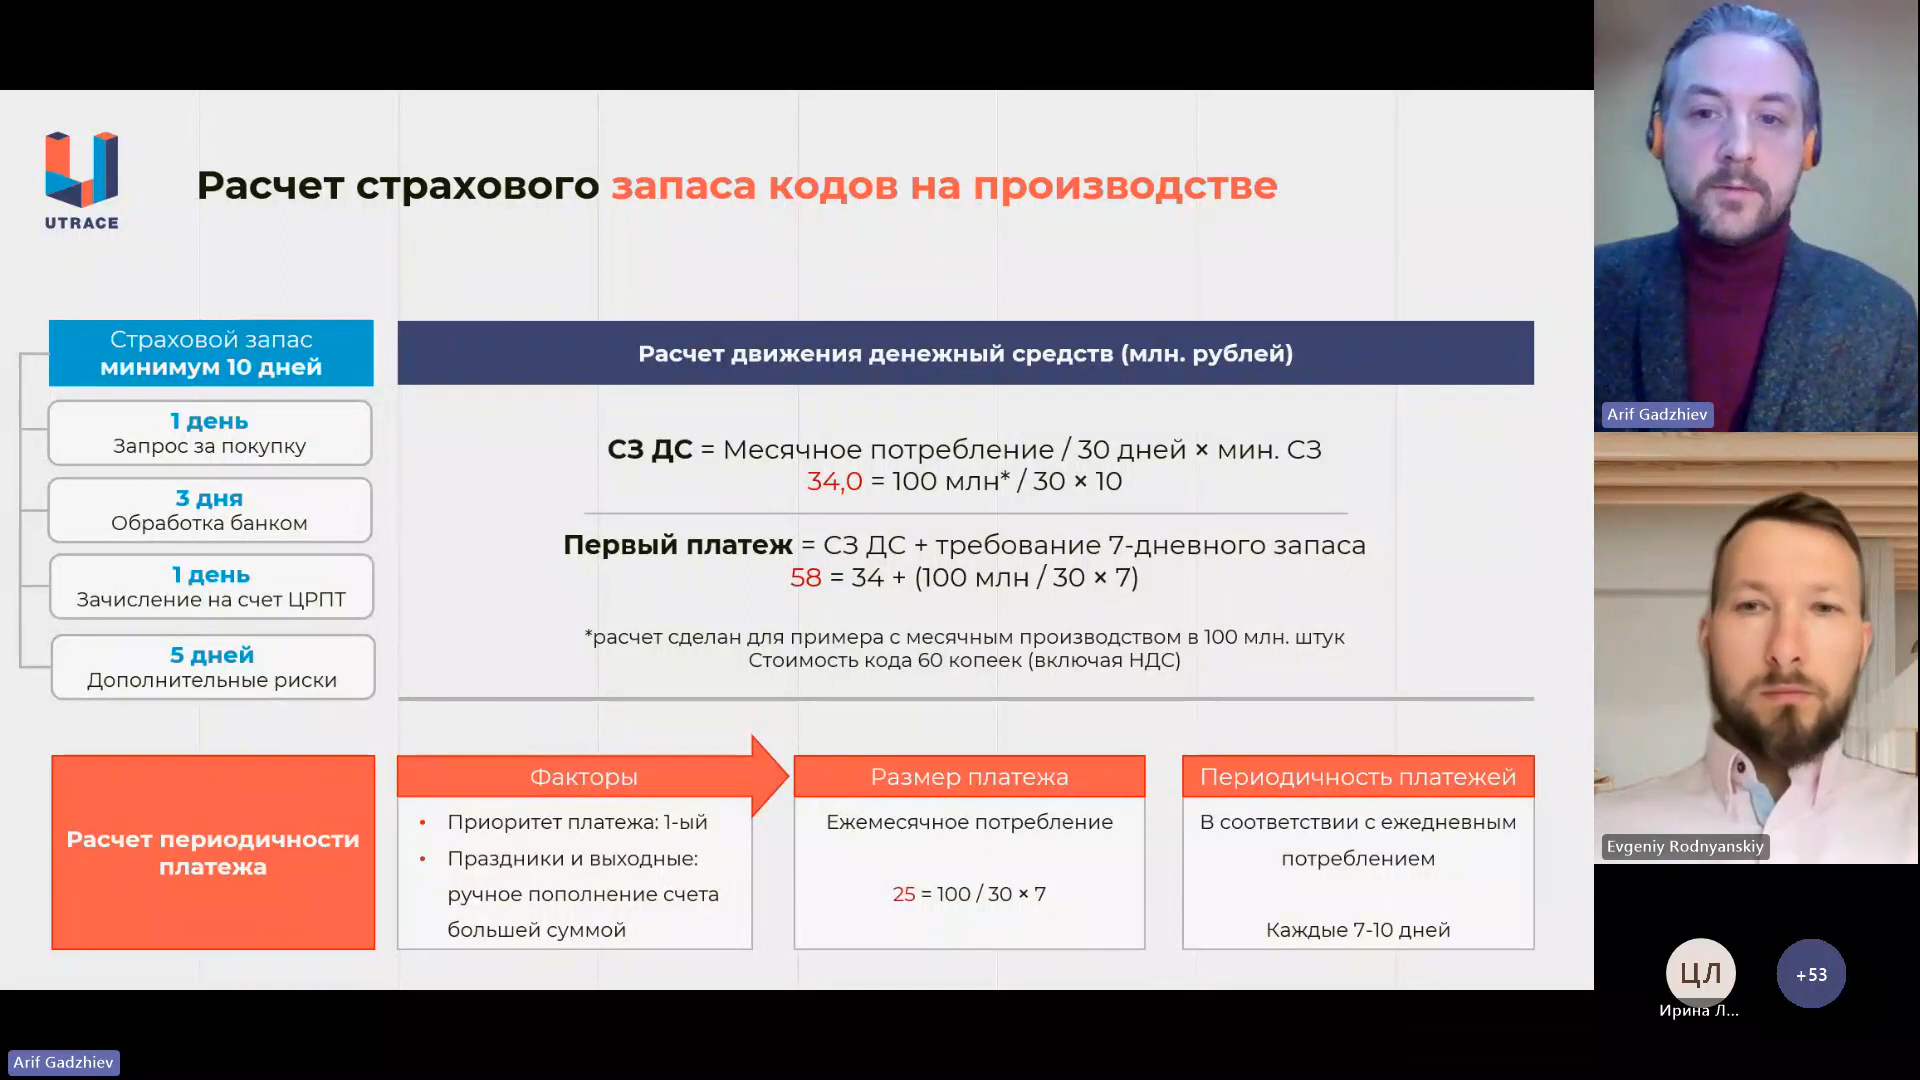 UTRACE
Расчет страхового запаса кодов на производстве
Страховой запас
минимум 10 дней
1 день
Запрос за покупку
3 дня
Обработка банком
1 день
Зачисление на счет ЦРПТ
5 дней
Дополнительные риски
Расчет движения денежный средств (млн. рублей)
СЗ ДС = Месячное потребление / 30 дней × мин. СЗ
34,0 = 100 млн* / 30 × 10
Первый платеж = СЗ ДС + требование 7-дневного запаса
58 = 34 + (100 млн / 30 × 7)
*расчет сделан для примера с месячным производством в 100 млн. штук
Стоимость кода 60 копеек (включая НДС)
Расчет периодичности
платежа
Факторы
• Приоритет платежа: 1-ый
• Праздники и выходные:
ручное пополнение счета
большей суммой
Размер платежа
Ежемесячное потребление
25 = 100 / 30 × 7
Периодичность платежей
В соответствии с ежедневным
потреблением
Каждые 7-10 дней
Arif Gadzhiev
Evgeniy Rodnyanskiy
ЦЛ
Ирина Л...
+53
Arif Gadzhiev